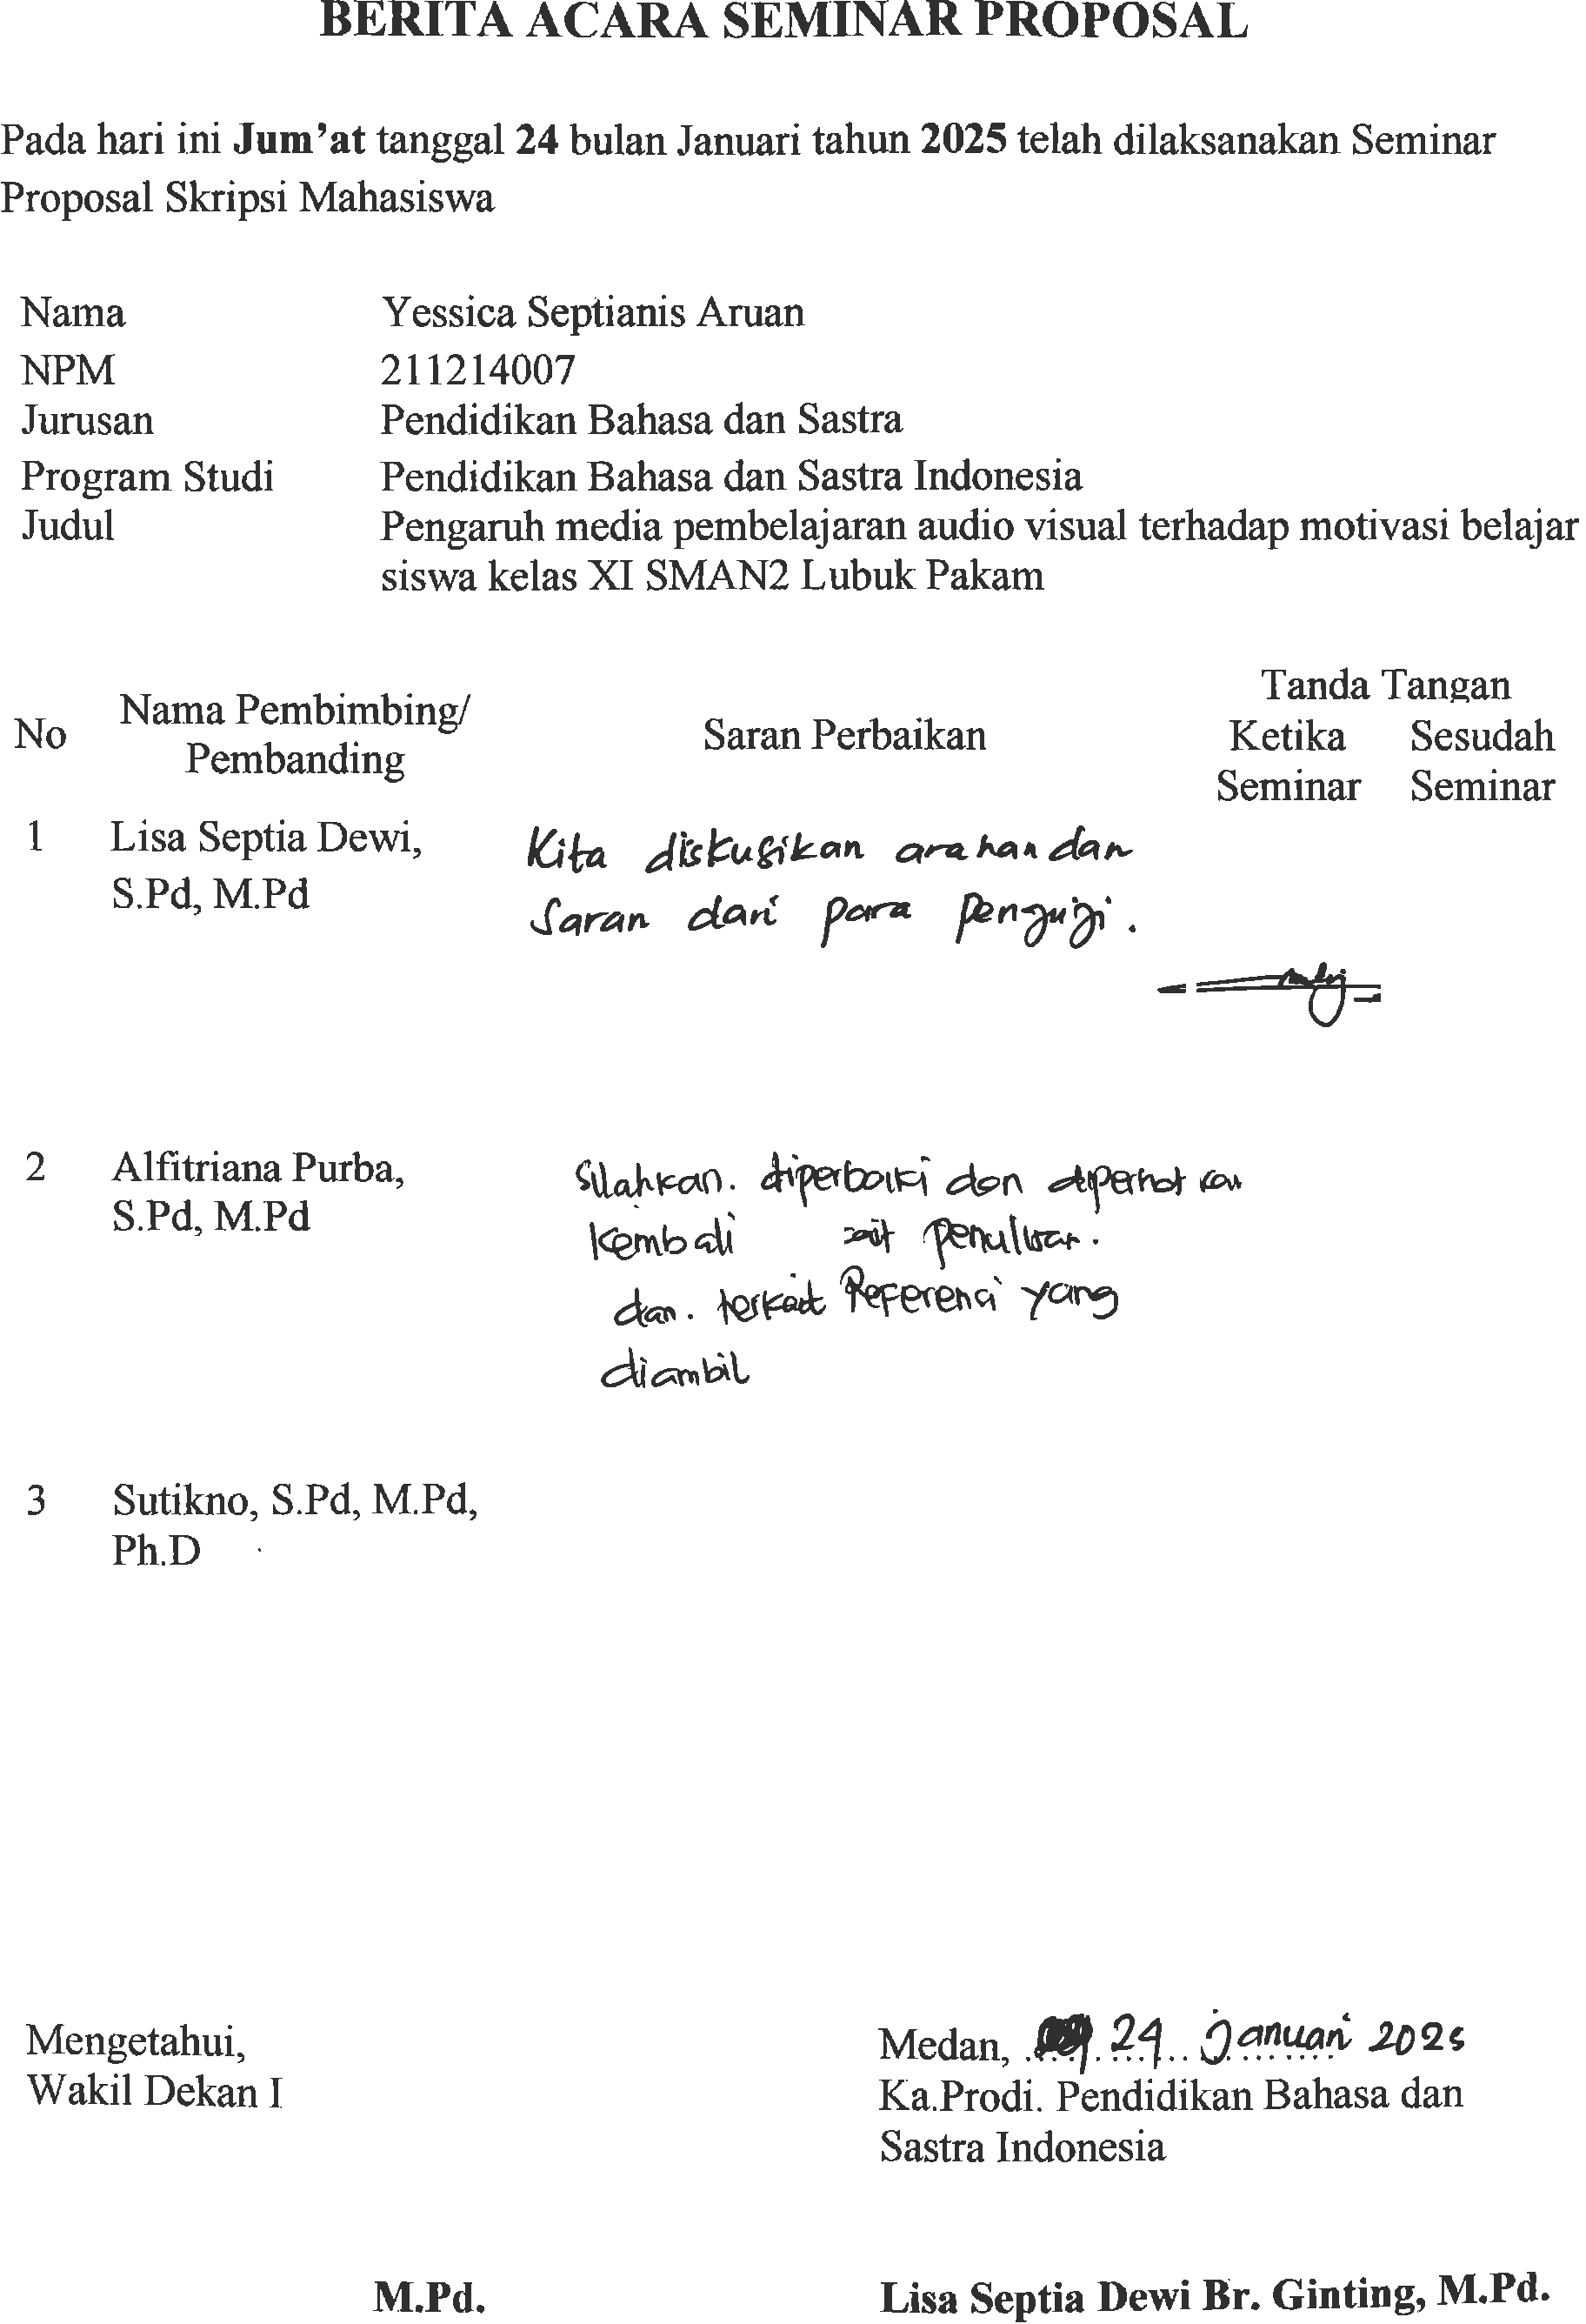 BERITA ACARA SEMINAR PROPOSAL
Pada hari ini Jum'at tanggal 24 bulan Januari tahun 2025 telah dilaksanakan Seminar
Proposal Skripsi Mahasiswa
Nama Yessica Septianis Aruan
NPM 211214007
Jurusan Pendidikan Bahasa dan Sastra
Program Studi Pendidikan Bahasa dan Sastra Indonesia
Judul Pengaruh media pembelajaran audio visual terhadap motivasi belajar
siswa kelas XI SMAN2 Lubuk Pakam
Tanda Tangan
No Nama Pembimbing/ Pembanding Saran Perbaikan Ketika Seminar Sesudah Seminar
1 Lisa Septia Dewi, Kita diskusikan arahan dan
S.Pd, M.Pd Saran dari para Penguji.
2 Alfitriana Purba, Silahkan. diperbaiki dan diperhatikan
S.Pd, M.Pd kembali penulisan.
dan. terkait Referensi yang
diambil
3 Sutikno, S.Pd, M.Pd,
Ph.D
Mengetahui, Medan, 24 Januari 2025
Wakil Dekan I Ka.Prodi. Pendidikan Bahasa dan
Sastra Indonesia
M.Pd. Lisa Septia Dewi Br. Ginting, M.Pd.